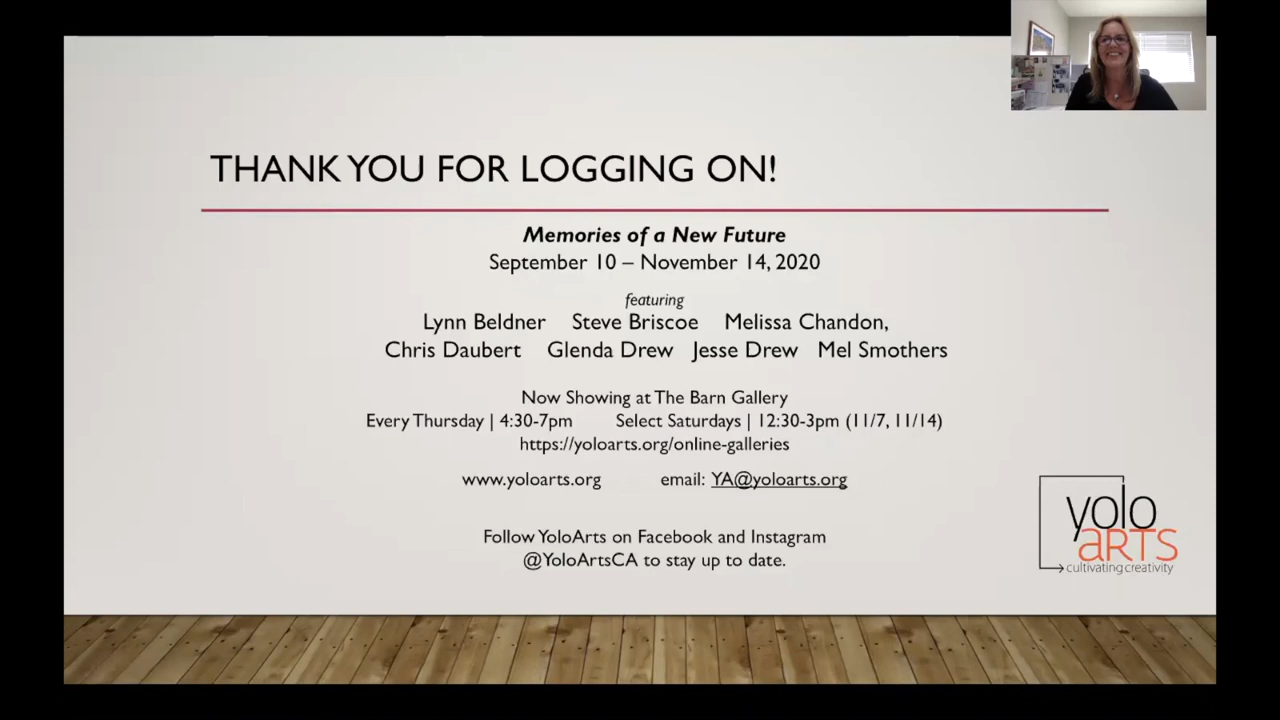 THANK YOU FOR LOGGING ON!
Memories of a New Future
September 10 – November 14, 2020
featuring
Lynn Beldner Steve Briscoe Melissa Chandon,
Chris Daubert Glenda Drew Jesse Drew Mel Smothers
Now Showing at The Barn Gallery
Every Thursday | 4:30-7pm Select Saturdays | 12:30-3pm (11/7, 11/14)
https://yoloarts.org/online-galleries
www.yoloarts.org email: YA@yoloarts.org
Follow YoloArts on Facebook and Instagram
@YoloArtsCA to stay up to date.
yolo
aRTS
cultivating creativity